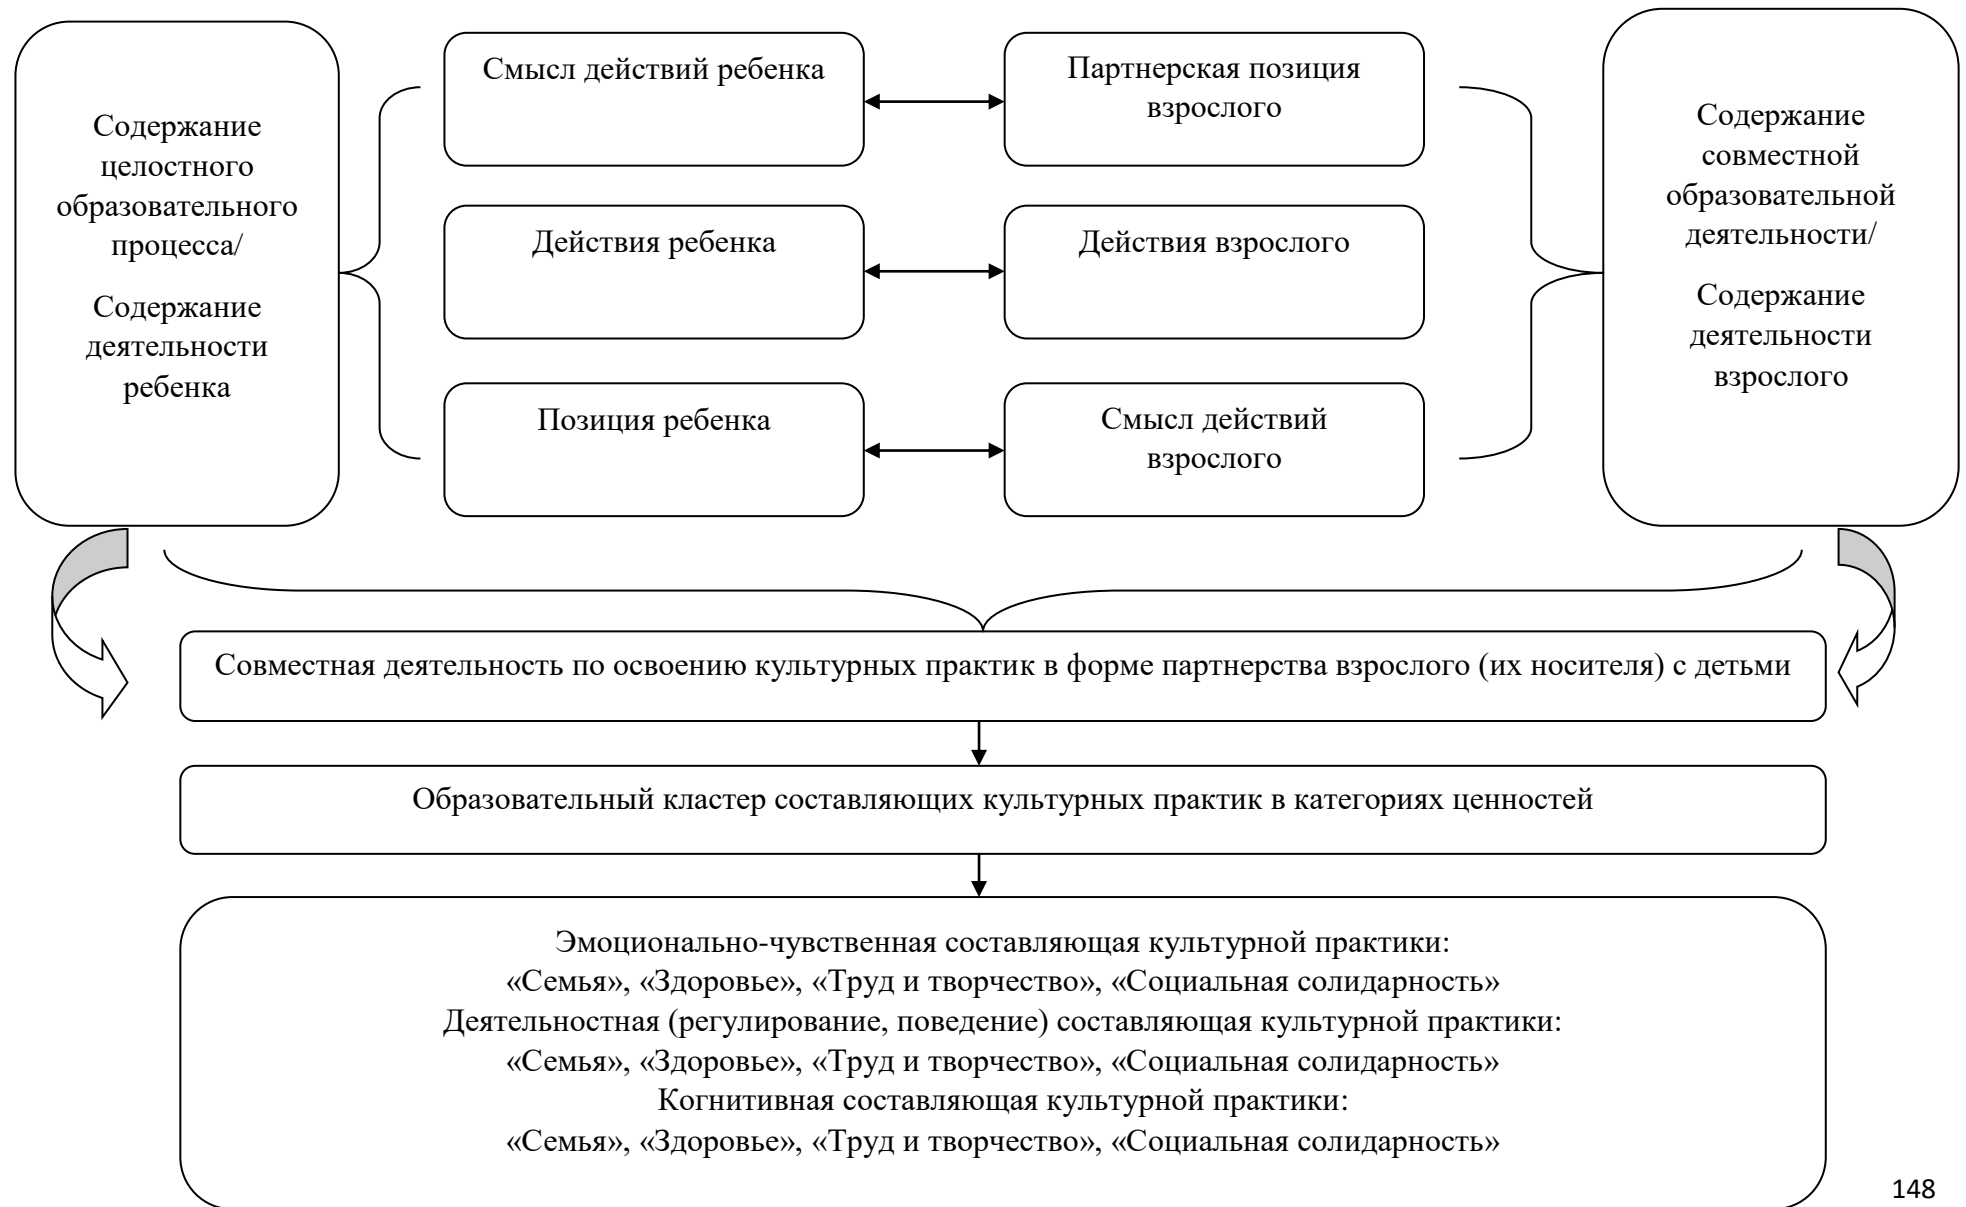 Содержание
целостного
образовательного
процесса/
Содержание
деятельности
ребенка
Смысл действий ребенка
Партнерская позиция
взрослого
Действия ребенка
Действия взрослого
Позиция ребенка
Смысл действий
взрослого
Содержание
совместной
образовательной
деятельности/
Содержание
деятельности
взрослого
Совместная деятельность по освоению культурных практик в форме партнерства взрослого (их носителя) с детьми
Образовательный кластер составляющих культурных практик в категориях ценностей
Эмоционально-чувственная составляющая культурной практики:
«Семья», «Здоровье», «Труд и творчество», «Социальная солидарность»
Деятельностная (регулирование, поведение) составляющая культурной практики:
«Семья», «Здоровье», «Труд и творчество», «Социальная солидарность»
Когнитивная составляющая культурной практики:
«Семья», «Здоровье», «Труд и творчество», «Социальная солидарность»
148